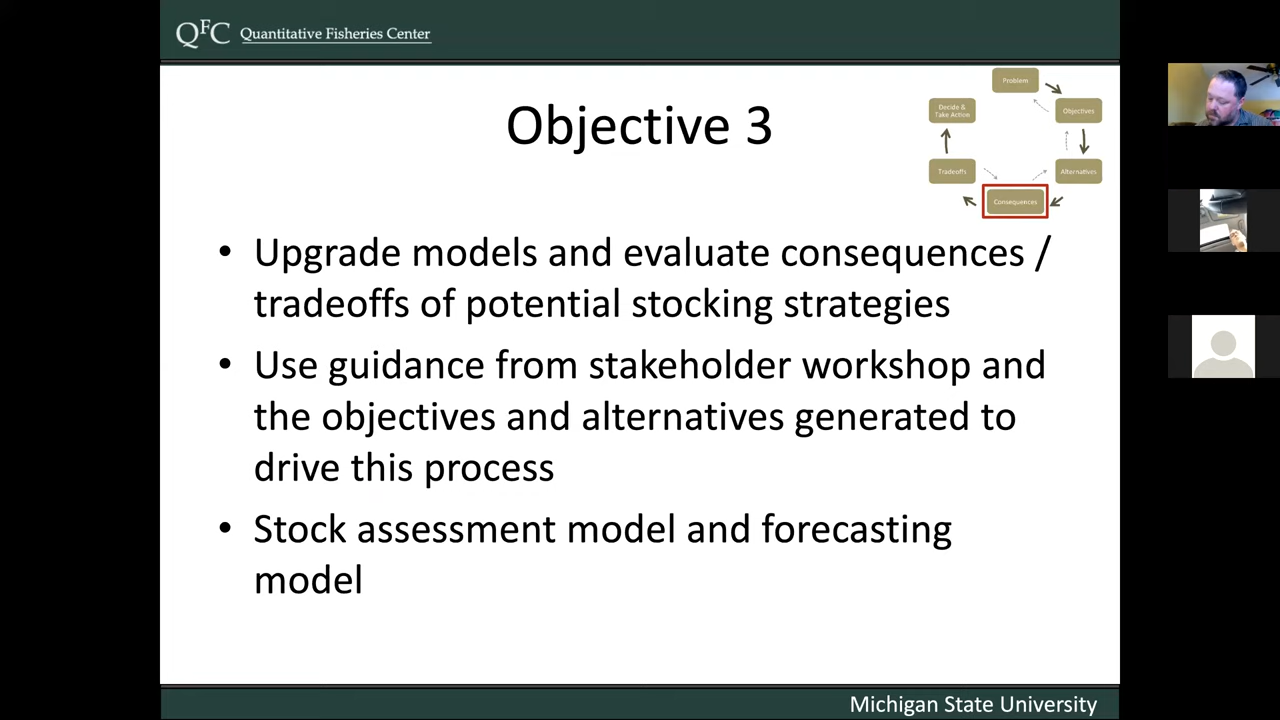 QFC Quantitative Fisheries Center
Objective 3
Problem
Objectives
Alternatives
Consequences
Tradeoffs
Decide &
Take Action
• Upgrade models and evaluate consequences /
tradeoffs of potential stocking strategies
• Use guidance from stakeholder workshop and
the objectives and alternatives generated to
drive this process
• Stock assessment model and forecasting
model
Michigan State University